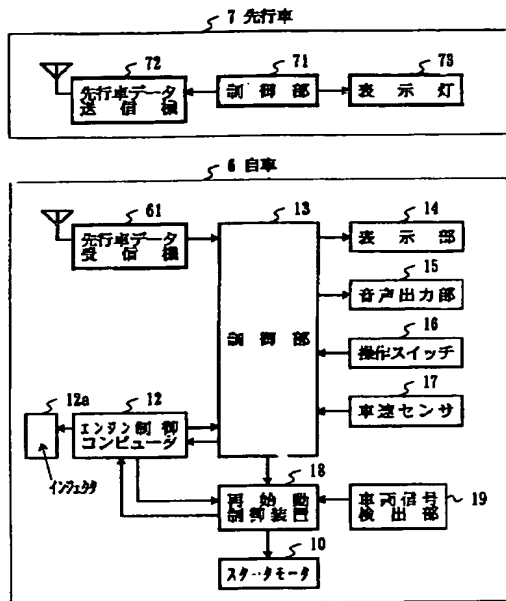 7 先行車
72
71
73
先行車データ
送信機
制御部
表示灯
6 自車
61
13
14
先行車データ
受信機
表示部
15
音声出力部
制御部
16
操作スイッチ
12a
12
17
エンジン制御
コンピュータ
車速センサ
インジェクタ
18
再始動
制御装置
車両信号
検出部
19
10
スタータモータ